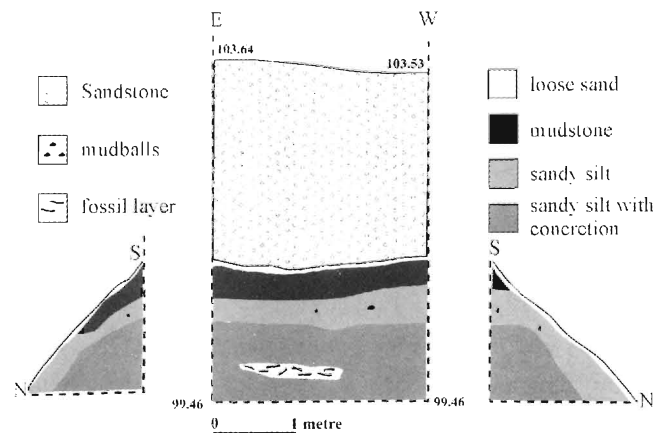 E
W
103.64
103.53
Sandstone
mudballs
fossil layer
loose sand
mudstone
sandy silt
sandy silt with
concretion
S
S
N
N
99.46
99.46
0 1 metre